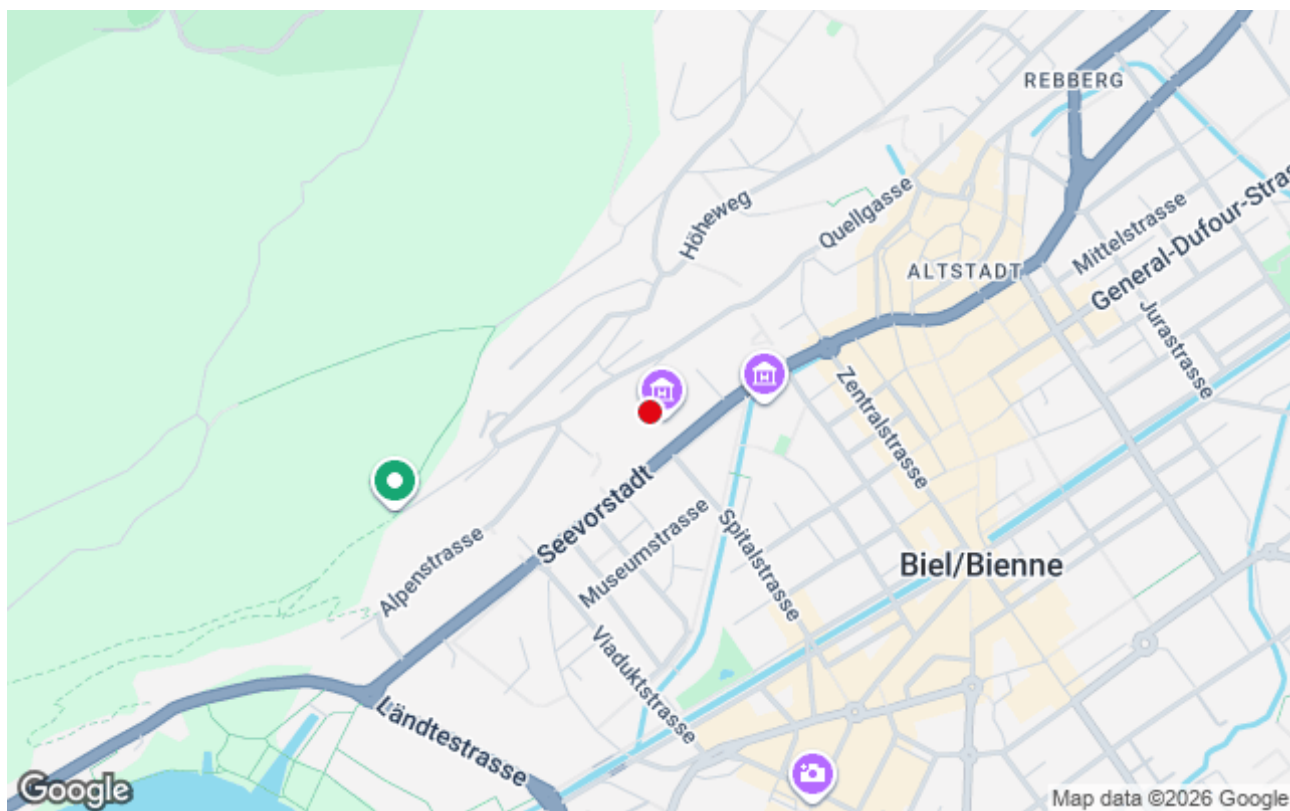 REBBERG
Höheweg
Quellgasse
Mittelstrasse
General-Dufour-Stras
ALTSTADT
Jurastrasse
Zentralstrasse
Seevorstadt
Spitalstrasse
Museumstrasse
Alpenstrasse
Biel/Bienne
Viaduktstrasse
Ländtestrasse
Google
Map data ©2026 Google